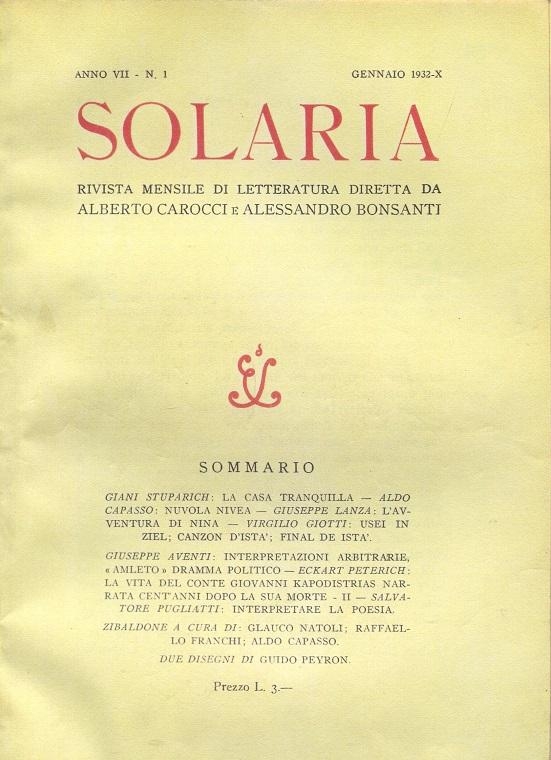 ANNO VII - N. 1 GENNAIO 1932-X
SOLARIA
RIVISTA MENSILE DI LETTERATURA DIRETTA DA
ALBERTO CAROCCI E ALESSANDRO BONSANTI
SOMMARIO
GIANI STUPARICH: LA CASA TRANQUILLA — ALDO
CAPASSO: NUVOLA NIVEA — GIUSEPPE LANZA: L'AV-
VENTURA DI NINA — VIRGILIO GIOTTI: USEI IN
ZIEL; CANZON D'ISTA'; FINAL DE ISTA'.
GIUSEPPE AVENTI: INTERPRETAZIONI ARBITRARIE,
« AMLETO » DRAMMA POLITICO — ECKART PETERICH:
LA VITA DEL CONTE GIOVANNI KAPODISTRIAS NAR-
RATA CENT'ANNI DOPO LA SUA MORTE - II — SALVA-
TORE PUGLIATTI: INTERPRETARE LA POESIA.
ZIBALDONE A CURA DI: GLAUCO NATOLI; RAFFAEL-
LO FRANCHI; ALDO CAPASSO.
DUE DISEGNI DI GUIDO PEYRON.
Prezzo L. 3.—